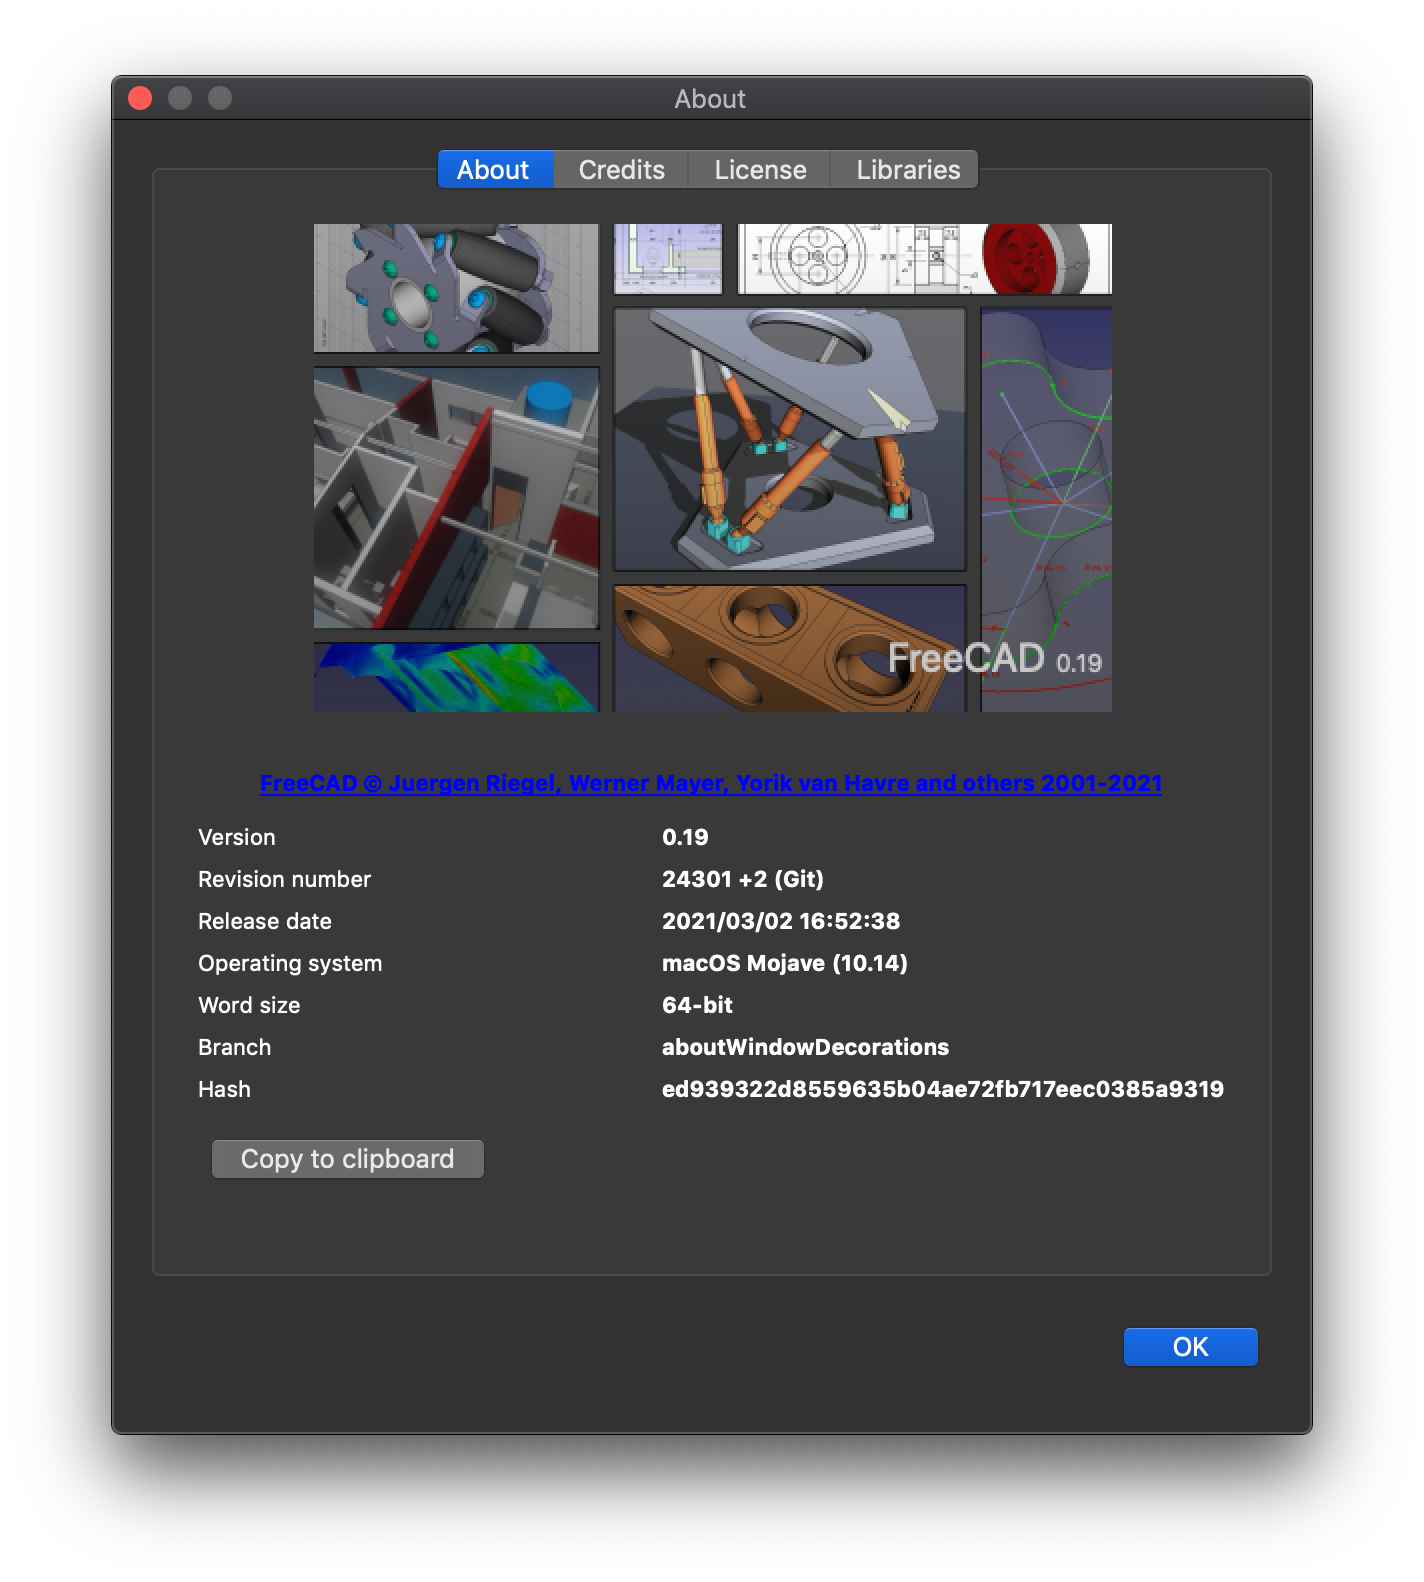 About
About Credits License Libraries
FreeCAD 0.19
FreeCAD © Juergen Riegel, Werner Mayer, Yorik van Havre and others 2001-2021
Version 0.19
Revision number 24301 +2 (Git)
Release date 2021/03/02 16:52:38
Operating system macOS Mojave (10.14)
Word size 64-bit
Branch aboutWindowDecorations
Hash ed939322d8559635b04ae72fb717eec0385a9319
Copy to clipboard
OK